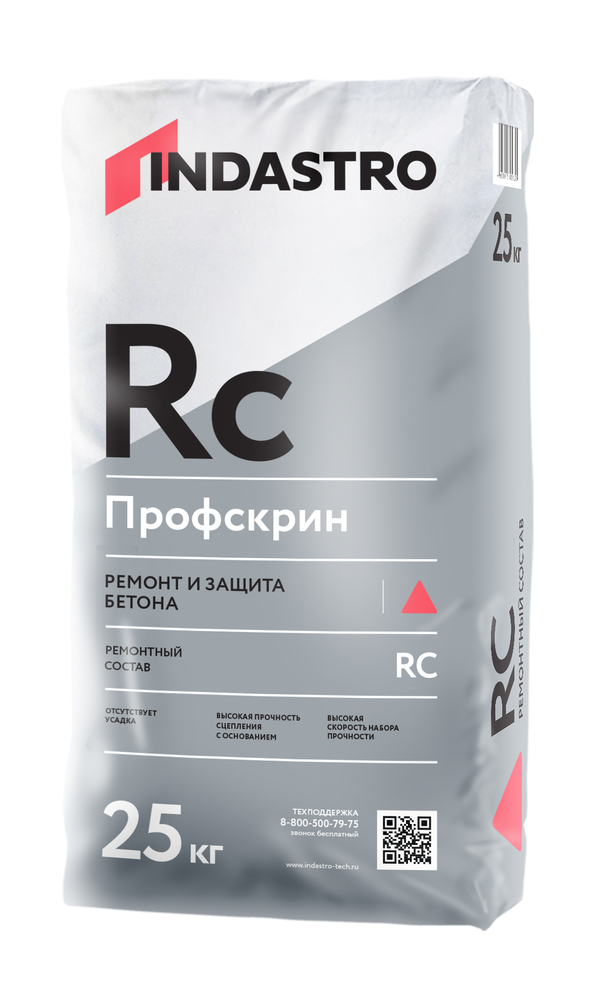 INDASTRO
Rc
Профскрин
РЕМОНТ И ЗАЩИТА
БЕТОНА
РЕМОНТНЫЙ
СОСТАВ
RC
ОТСУТСТВУЕТ
УСАДКА
ВЫСОКАЯ ПРОЧНОСТЬ
СЦЕПЛЕНИЯ
С ОСНОВАНИЕМ
ВЫСОКАЯ
СКОРОСТЬ НАБОРА
ПРОЧНОСТИ
25 кг
ТЕХПОДДЕРЖКА
8-800-500-79-75
звонок бесплатный
www.indastro-tech.ru
25 кг
RC
РЕМОНТНЫЙ СОСТАВ